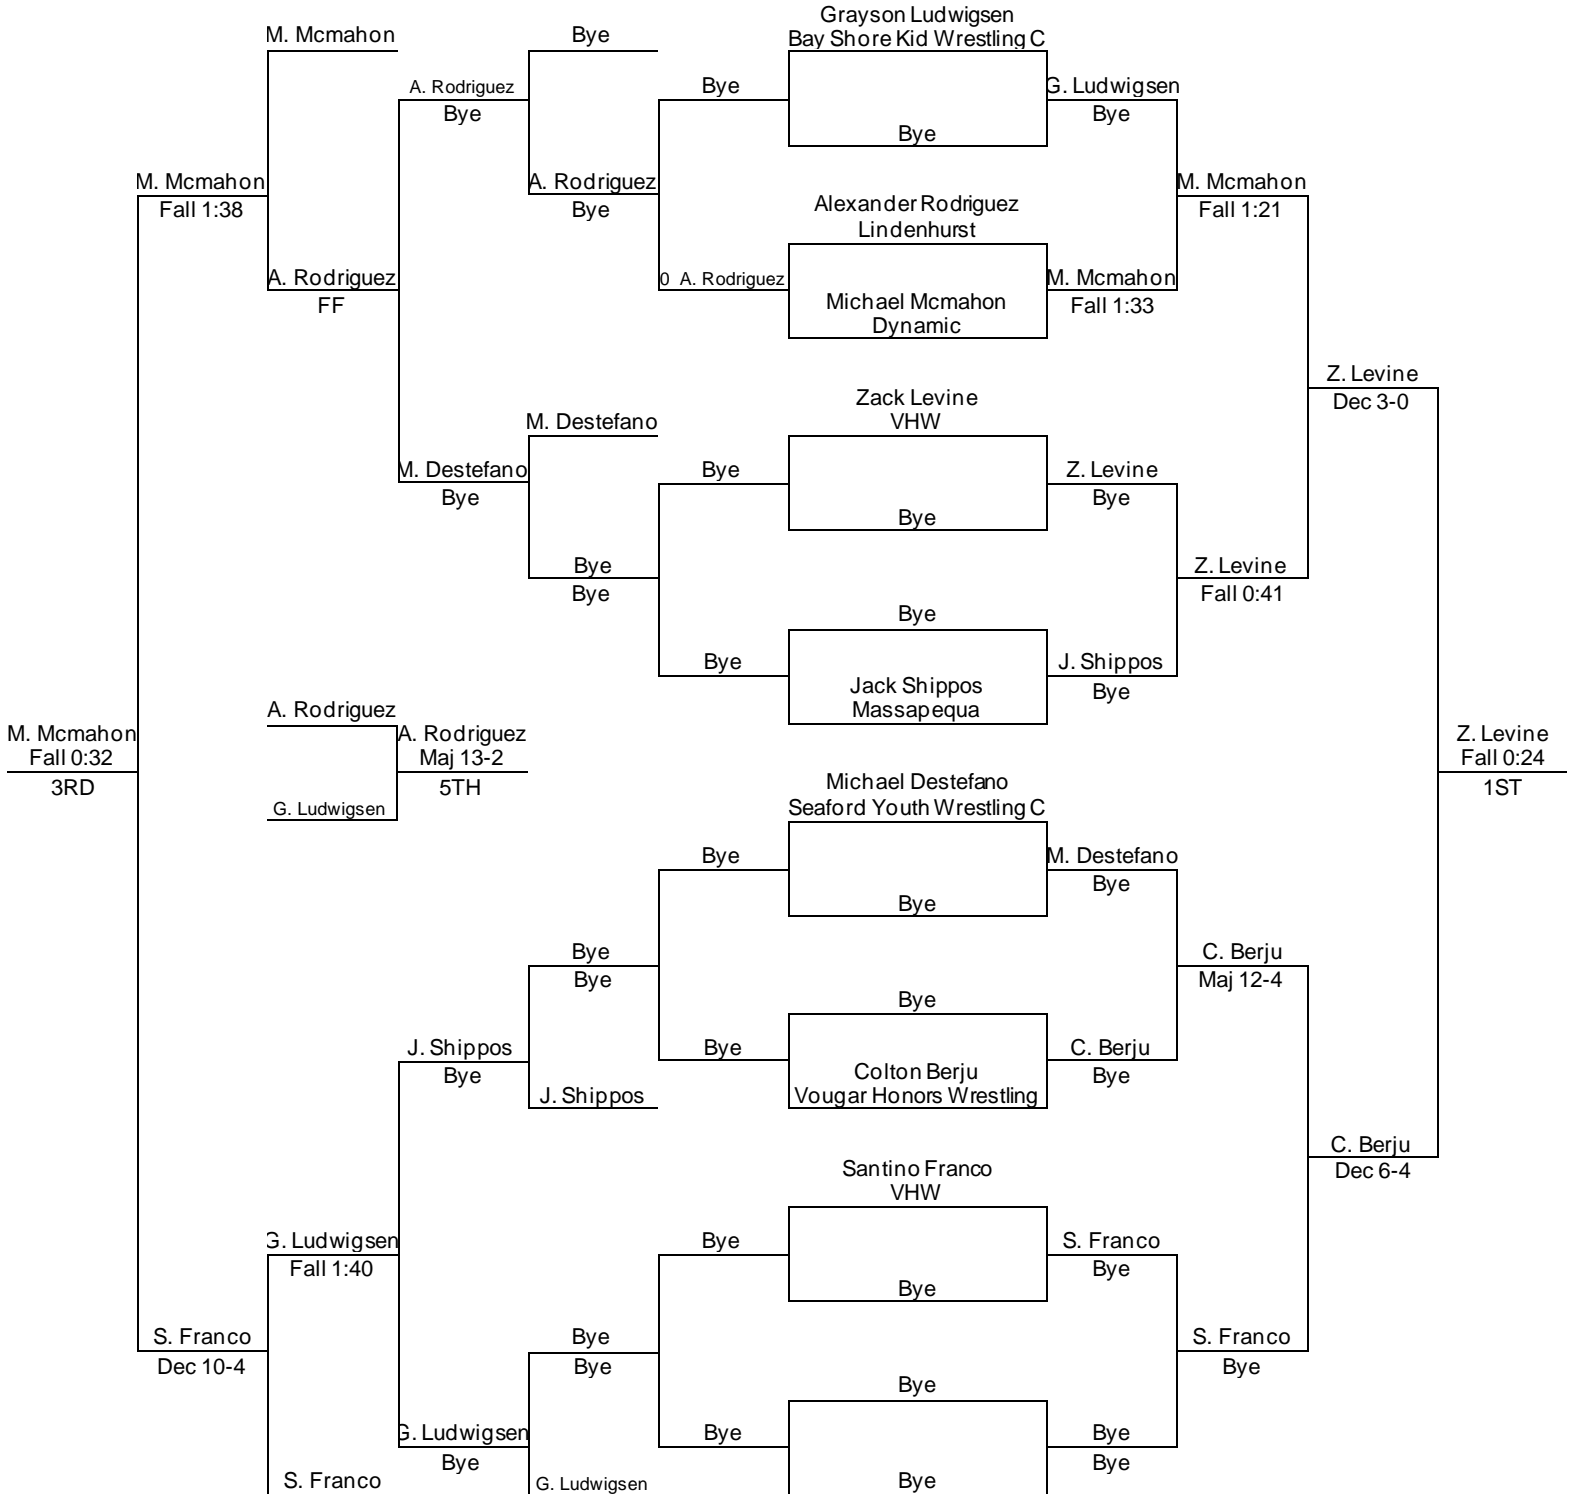 Grayson Ludwigsen
M. Mcmahon
Bye
Bay Shore Kid Wrestling C
A. Rodriguez
Bye
G. Ludwigsen
Bye
Bye
Bye
M. Mcmahon
A. Rodriguez
M. Mcmahon
Fall 1:38
Bye
Alexander Rodriguez
Fall 1:21
Lindenhurst
A. Rodriguez
0 A. Rodriguez
M. Mcmahon
FF
Michael Mcmahon
Fall 1:33
Dynamic
Z. Levine
Zack Levine
Dec 3-0
M. Destefano
VHW
M. Destefano
Bye
Z. Levine
Bye
Bye
Bye
Bye
Z. Levine
Bye
Fall 0:41
Bye
Bye
J. Shippos
Jack Shippos
Bye
A. Rodriguez
Massapequa
M. Mcmahon
A. Rodriguez
Z. Levine
Fall 0:32
Maj 13-2
Fall 0:24
3RD
5TH
Michael Destefano
1ST
G. Ludwigsen
Seaford Youth Wrestling C
Bye
M. Destefano
Bye
Bye
Bye
C. Berju
Bye
Maj 12-4
Bye
J. Shippos
Bye
C. Berju
Bye
Colton Berju
Bye
J. Shippos
Vougar Honors Wrestling
C. Berju
Santino Franco
Dec 6-4
VHW
G. Ludwigsen
Bye
S. Franco
Fall 1:40
Bye
Bye
S. Franco
Bye
S. Franco
Dec 10-4
Bye
Bye
Bye
G. Ludwigsen
Bye
Bye
Bye
Bye
S. Franco
G. Ludwigsen
Bye